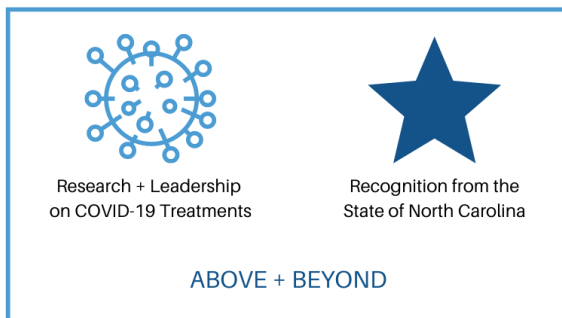 Research + Leadership
on COVID-19 Treatments
Recognition from the
State of North Carolina
ABOVE + BEYOND